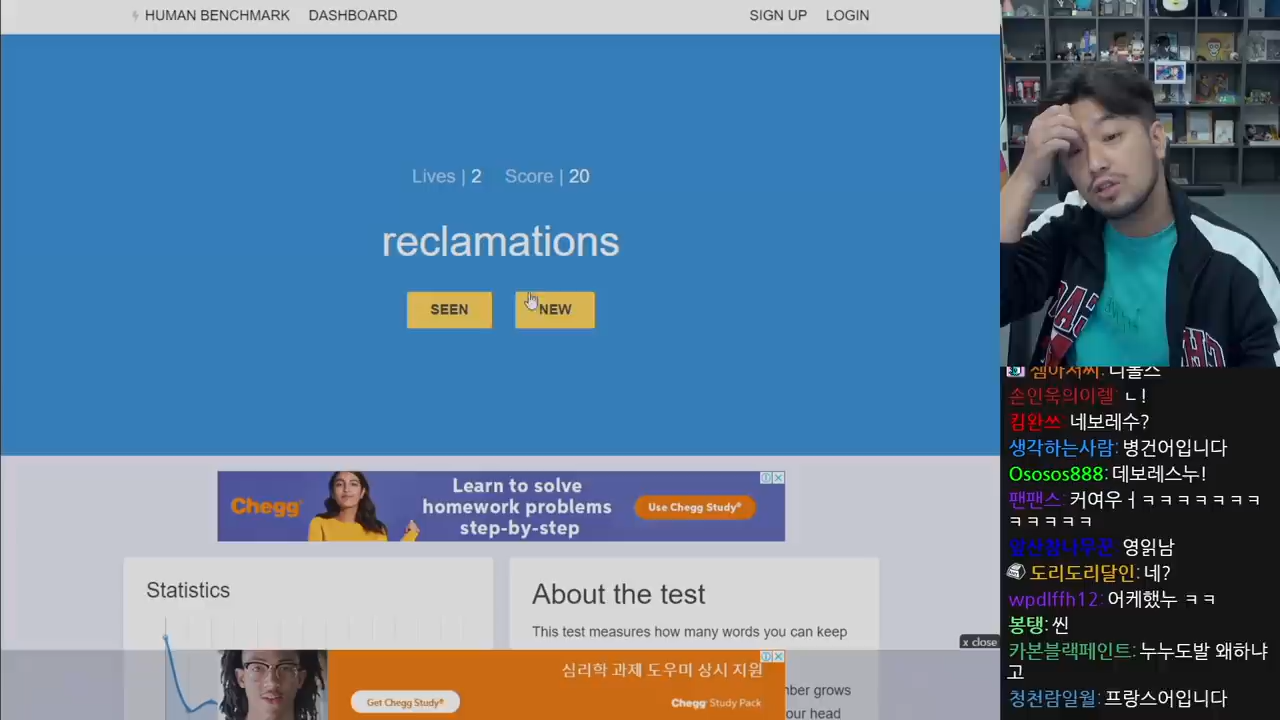 HUMAN BENCHMARK DASHBOARD SIGN UP LOGIN
Lives | 2 Score | 20
reclamations
SEEN NEW
Chegg
Learn to solve
homework problems
step-by-step
Use Chegg Study®
Statistics
About the test
This test measures how many words you can keep
x close
심리학 과제 도우미 상시 지원
Get Chegg Study®
Chegg Study Pack
mber grows
our head
손인욱의이렐: ㄴ!
킴완쓰 네보레수?
생각하는사람: 병건어입니다
Ososos888: 데보레스누!
팬팬스: 커여우ㅓㅋㅋㅋㅋㅋㅋㅋ
ㅋㅋㅋㅋㅋ
영읽남
도리도리달인: 네?
wpdlffh12: 어케했누 ㅋㅋ
봉탱: 씬
카본블랙페인트: 누누도발 왜하냐
고
청천람일월: 프랑스어입니다